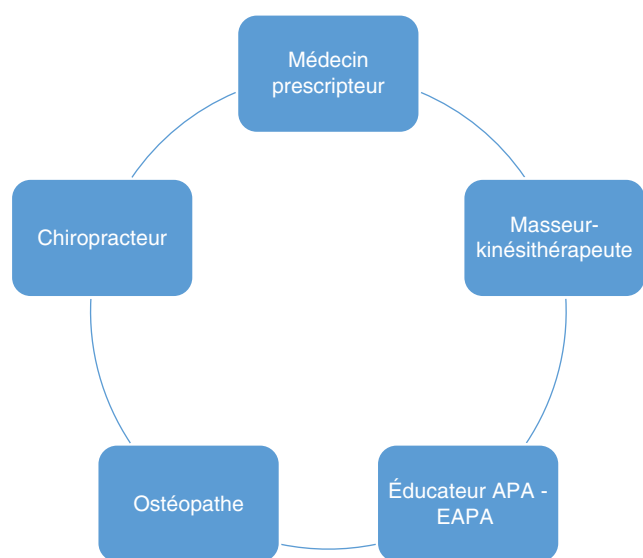 Médecin
prescripteur
Masseur-
kinésithérapeute
Éducateur APA -
EAPA
Ostéopathe
Chiropracteur